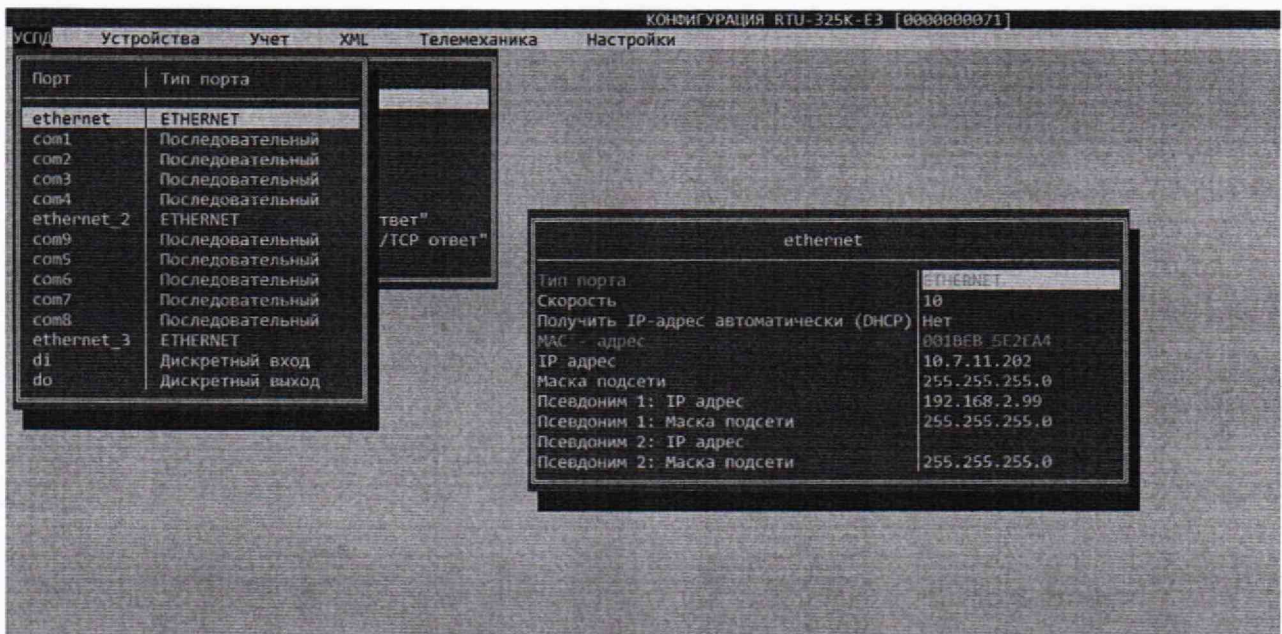 КОНФИГУРАЦИЯ RTU-325K-E3 [0000000071]
УСПД Устройства Учет XML Телемеханика Настройки
Порт Тип порта
ethernet ETHERNET
com1 Последовательный
com2 Последовательный
com3 Последовательный
com4 Последовательный
ethernet_2 ETHERNET
com9 Последовательный
com5 Последовательный
com6 Последовательный
com7 Последовательный
com8 Последовательный
ethernet_3 ETHERNET
di Дискретный вход
do Дискретный выход
твет"
/TCP ответ"
ethernet
Тип порта ETHERNET
Скорость 10
Получить IP-адрес автоматически (DHCP) Нет
MAC - адрес 001BEB 5E2EA4
IP адрес 10.7.11.202
Маска подсети 255.255.255.0
Псевдоним 1: IP адрес 192.168.2.99
Псевдоним 1: Маска подсети 255.255.255.0
Псевдоним 2: IP адрес
Псевдоним 2: Маска подсети 255.255.255.0